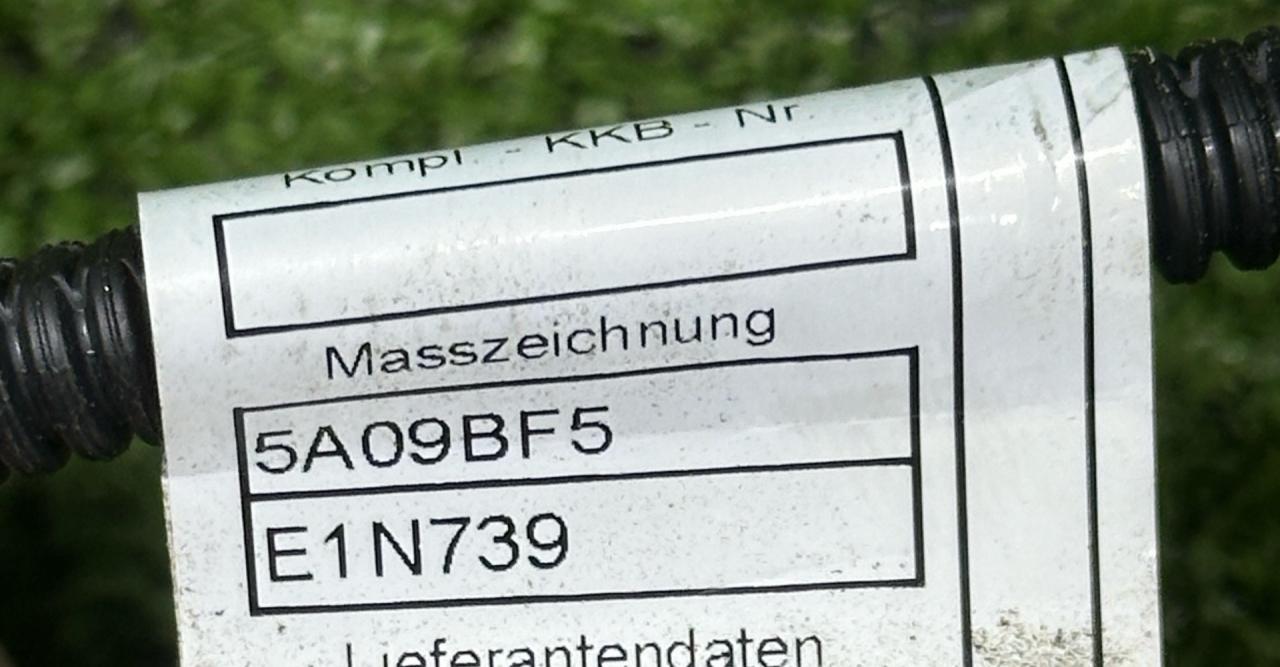 Kompl. - KKB - Nr.
Masszeichnung
5A09BF5
E1N739
Lieferantendaten